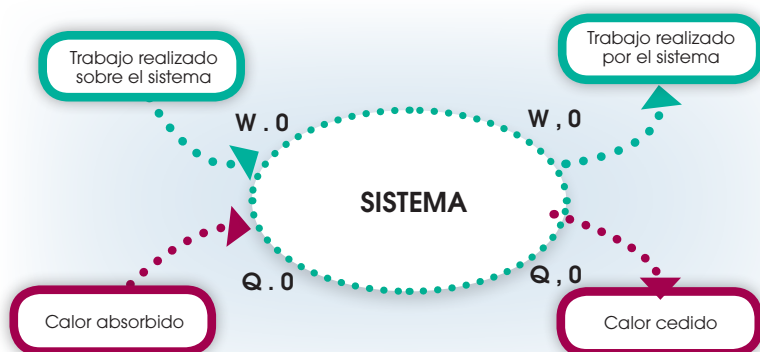 Trabajo realizado
sobre el sistema
Trabajo realizado
por el sistema
W . 0
W , 0
SISTEMA
Q . 0
Q , 0
Calor absorbido
Calor cedido